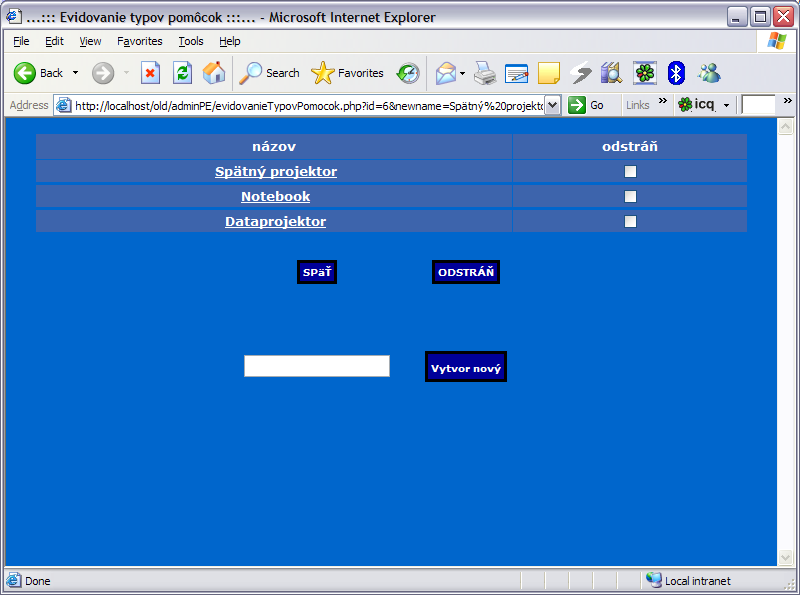 ...::: Evidovanie typov pomôcok :::... - Microsoft Internet Explorer
File Edit View Favorites Tools Help
Back Search Favorites
Address http://localhost/old/adminPE/evidovanieTypovPomocok.php?id=6&newname=Spätný%20projekto Go Links » icq »
názov odstráň
Spätný projektor
Notebook
Dataprojektor
SPäŤ ODSTRÁŇ
Vytvor nový
Done Local intranet